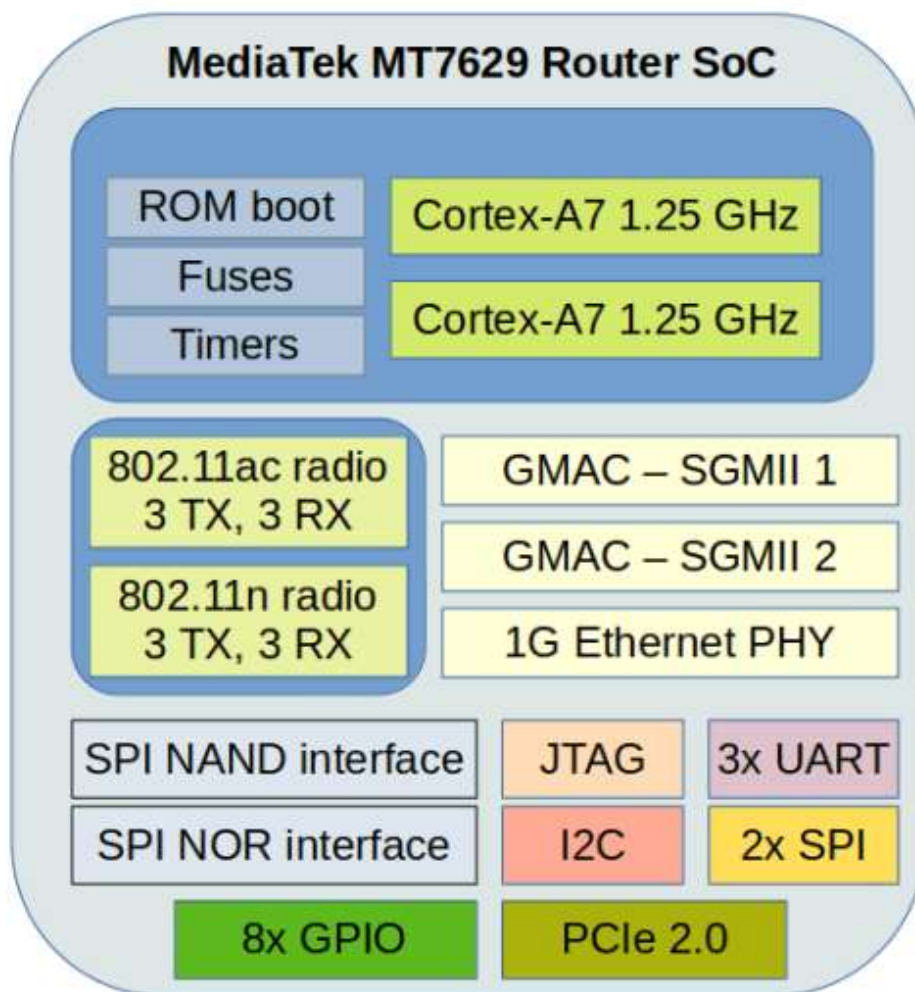 MediaTek MT7629 Router SoC
ROM boot
Fuses
Timers
Cortex-A7 1.25 GHz
Cortex-A7 1.25 GHz
802.11ac radio
3 TX, 3 RX
802.11n radio
3 TX, 3 RX
GMAC – SGMII 1
GMAC – SGMII 2
1G Ethernet PHY
SPI NAND interface
JTAG
3x UART
SPI NOR interface
I2C
2x SPI
8x GPIO
PCIe 2.0